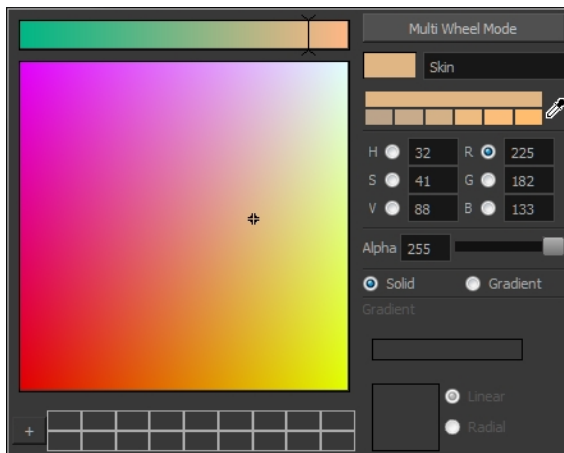 Multi Wheel Mode
Skin
H 32 R 225
S 41 G 182
V 88 B 133
Alpha 255
Solid Gradient
Gradient
+
Linear
Radial